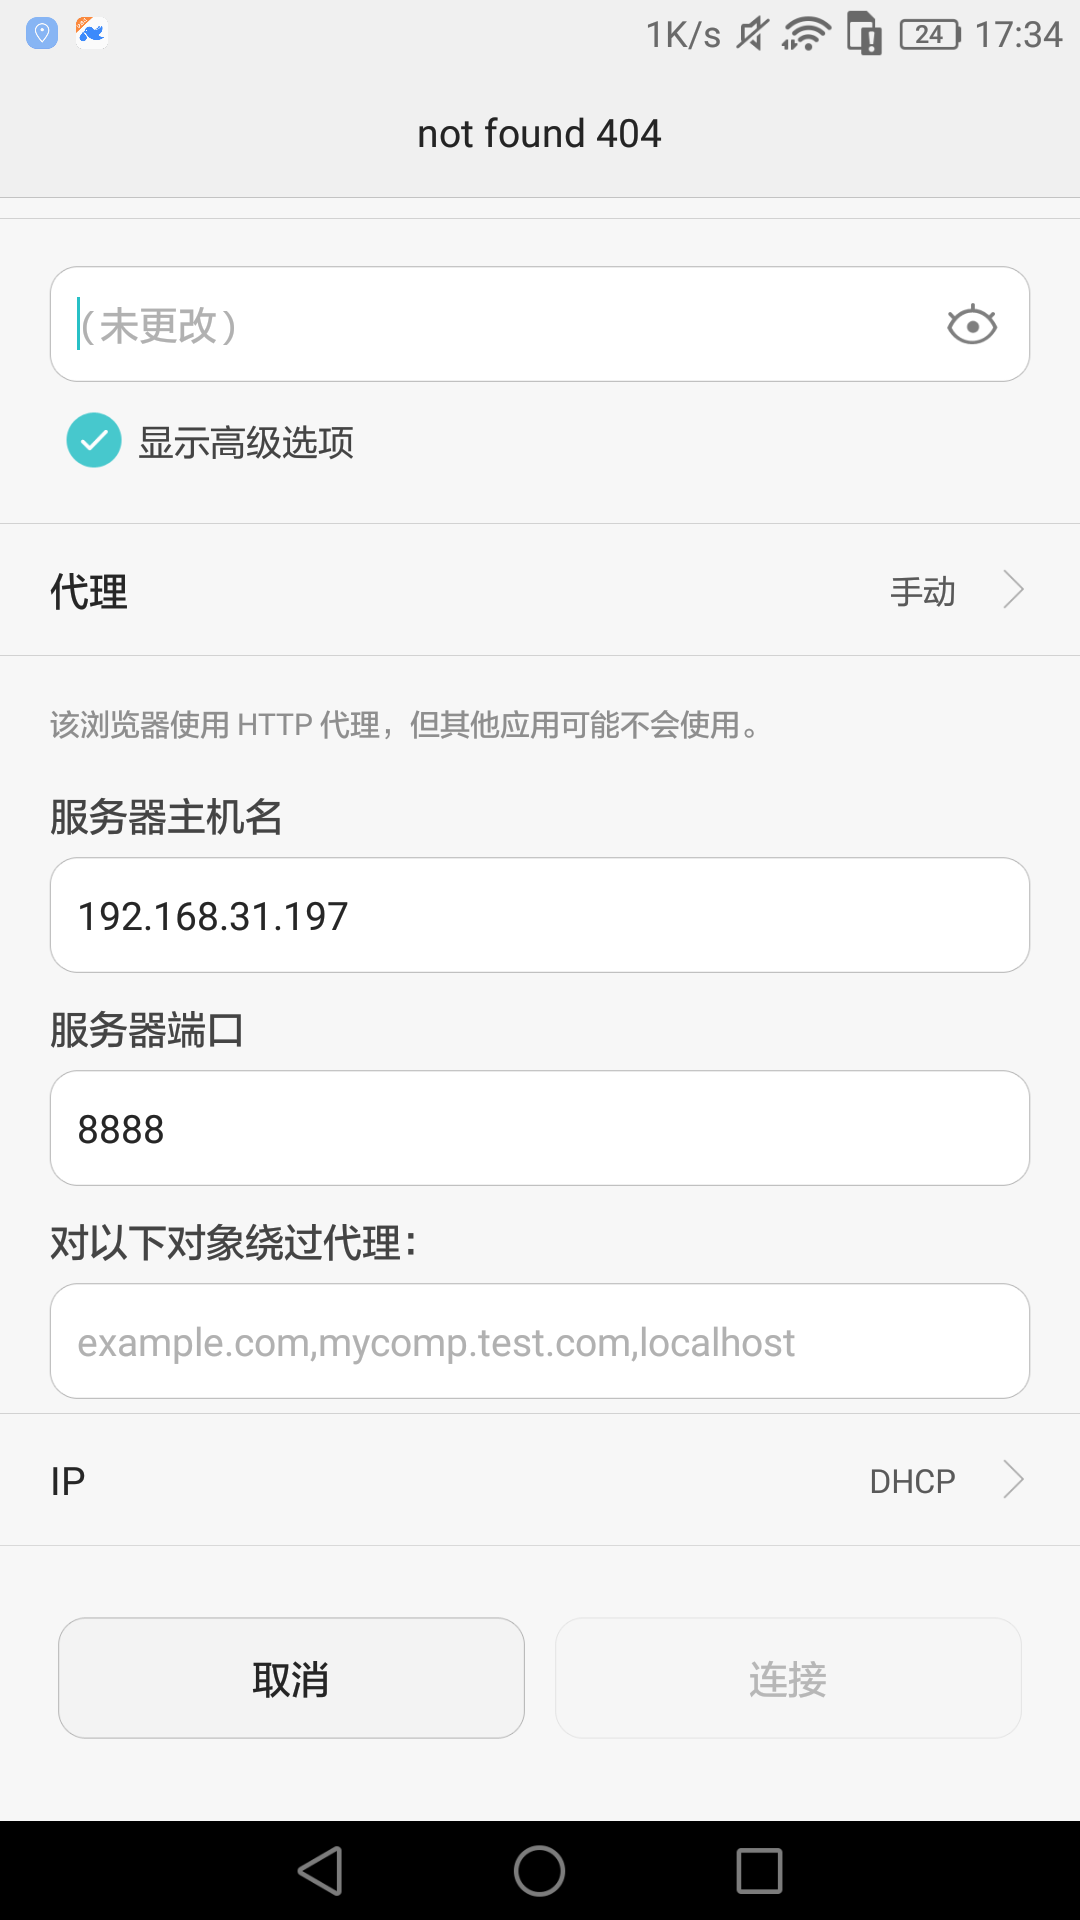 1K/s 24 17:34
not found 404
(未更改)
显示高级选项
代理 手动
该浏览器使用 HTTP 代理，但其他应用可能不会使用。
服务器主机名
192.168.31.197
服务器端口
8888
对以下对象绕过代理：
example.com,mycomp.test.com,localhost
IP DHCP
取消 连接